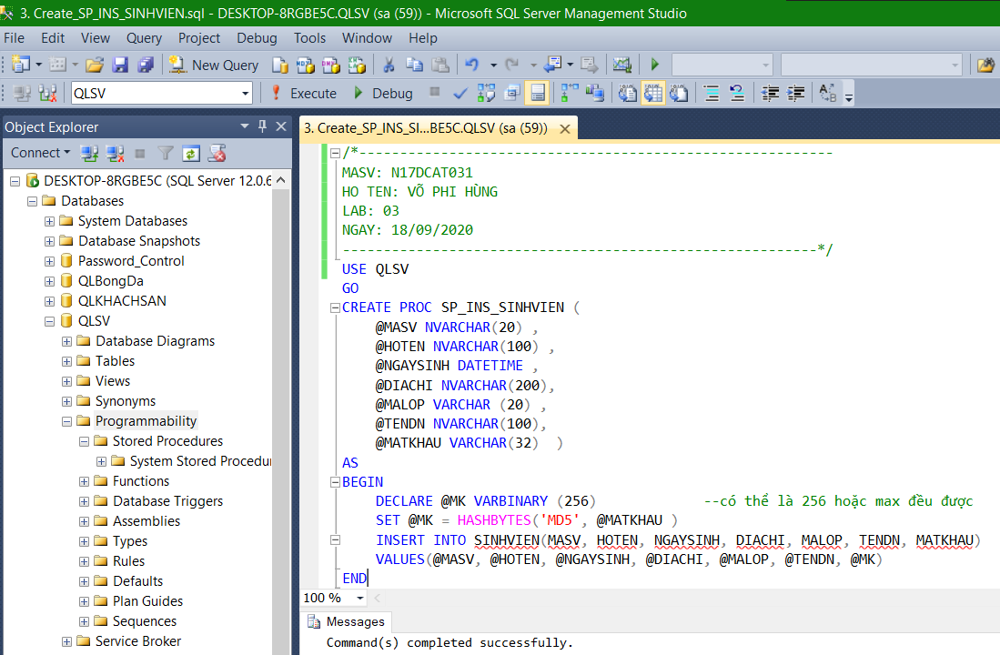 3. Create_SP_INS_SINHVIEN.sql - DESKTOP-8RGBE5C.QLSV (sa (59)) - Microsoft SQL Server Management Studio
File Edit View Query Project Debug Tools Window Help
New Query
QLSV Execute Debug
Object Explorer
Connect
DESKTOP-8RGBE5C (SQL Server 12.0.6
Databases
System Databases
Database Snapshots
Password_Control
QLBongDa
QLKHACHSAN
QLSV
Database Diagrams
Tables
Views
Synonyms
Programmability
Stored Procedures
System Stored Procedur
Functions
Database Triggers
Assemblies
Types
Rules
Defaults
Plan Guides
Sequences
Service Broker
3. Create_SP_INS_SI...BE5C.QLSV (sa (59))
/*----------------------------------------------------------
MASV: N17DCAT031
HO TEN: VÕ PHI HÙNG
LAB: 03
NGAY: 18/09/2020
----------------------------------------------------------*/
USE QLSV
GO
CREATE PROC SP_INS_SINHVIEN (
@MASV NVARCHAR(20) ,
@HOTEN NVARCHAR(100) ,
@NGAYSINH DATETIME ,
@DIACHI NVARCHAR(200),
@MALOP VARCHAR (20) ,
@TENDN NVARCHAR(100),
@MATKHAU VARCHAR(32) )
AS
BEGIN
DECLARE @MK VARBINARY (256) --có thể là 256 hoặc max đều được
SET @MK = HASHBYTES('MD5', @MATKHAU )
INSERT INTO SINHVIEN(MASV, HOTEN, NGAYSINH, DIACHI, MALOP, TENDN, MATKHAU)
VALUES(@MASV, @HOTEN, @NGAYSINH, @DIACHI, @MALOP, @TENDN, @MK)
END
100 %
Messages
Command(s) completed successfully.